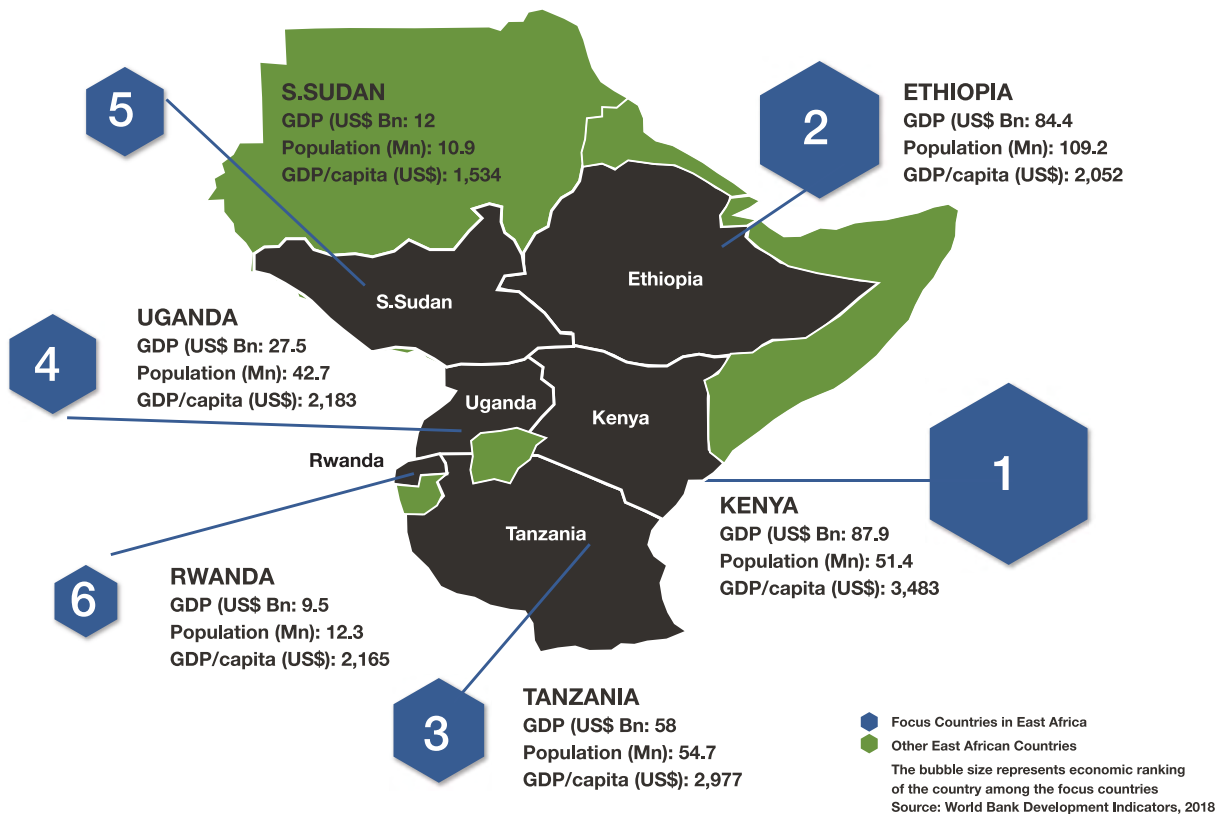 5
S.SUDAN
GDP (US$ Bn: 12
Population (Mn): 10.9
GDP/capita (US$): 1,534
2
ETHIOPIA
GDP (US$ Bn: 84.4
Population (Mn): 109.2
GDP/capita (US$): 2,052
Ethiopia
S.Sudan
4
UGANDA
GDP (US$ Bn: 27.5
Population (Mn): 42.7
GDP/capita (US$): 2,183
Uganda
Kenya
Rwanda
1
KENYA
GDP (US$ Bn: 87.9
Population (Mn): 51.4
GDP/capita (US$): 3,483
Tanzania
6
RWANDA
GDP (US$ Bn: 9.5
Population (Mn): 12.3
GDP/capita (US$): 2,165
3
TANZANIA
GDP (US$ Bn: 58
Population (Mn): 54.7
GDP/capita (US$): 2,977
Focus Countries in East Africa
Other East African Countries
The bubble size represents economic ranking
of the country among the focus countries
Source: World Bank Development Indicators, 2018